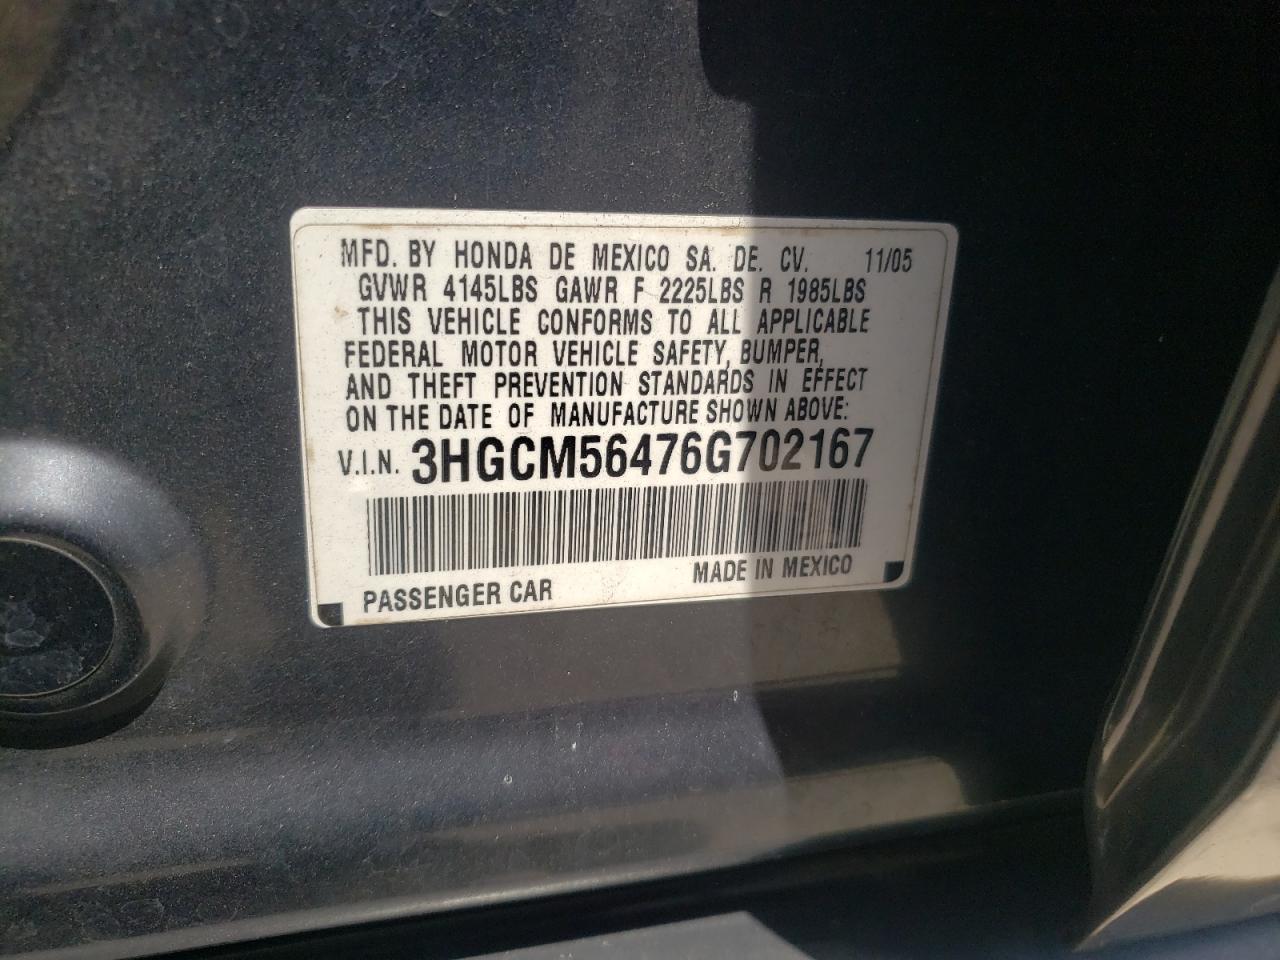 MFD. BY HONDA DE MEXICO SA. DE. CV. 11/05
GVWR 4145LBS GAWR F 2225LBS R 1985LBS
THIS VEHICLE CONFORMS TO ALL APPLICABLE
FEDERAL MOTOR VEHICLE SAFETY, BUMPER,
AND THEFT PREVENTION STANDARDS IN EFFECT
ON THE DATE OF MANUFACTURE SHOWN ABOVE:
V.I.N. 3HGCM56476G702167
PASSENGER CAR MADE IN MEXICO